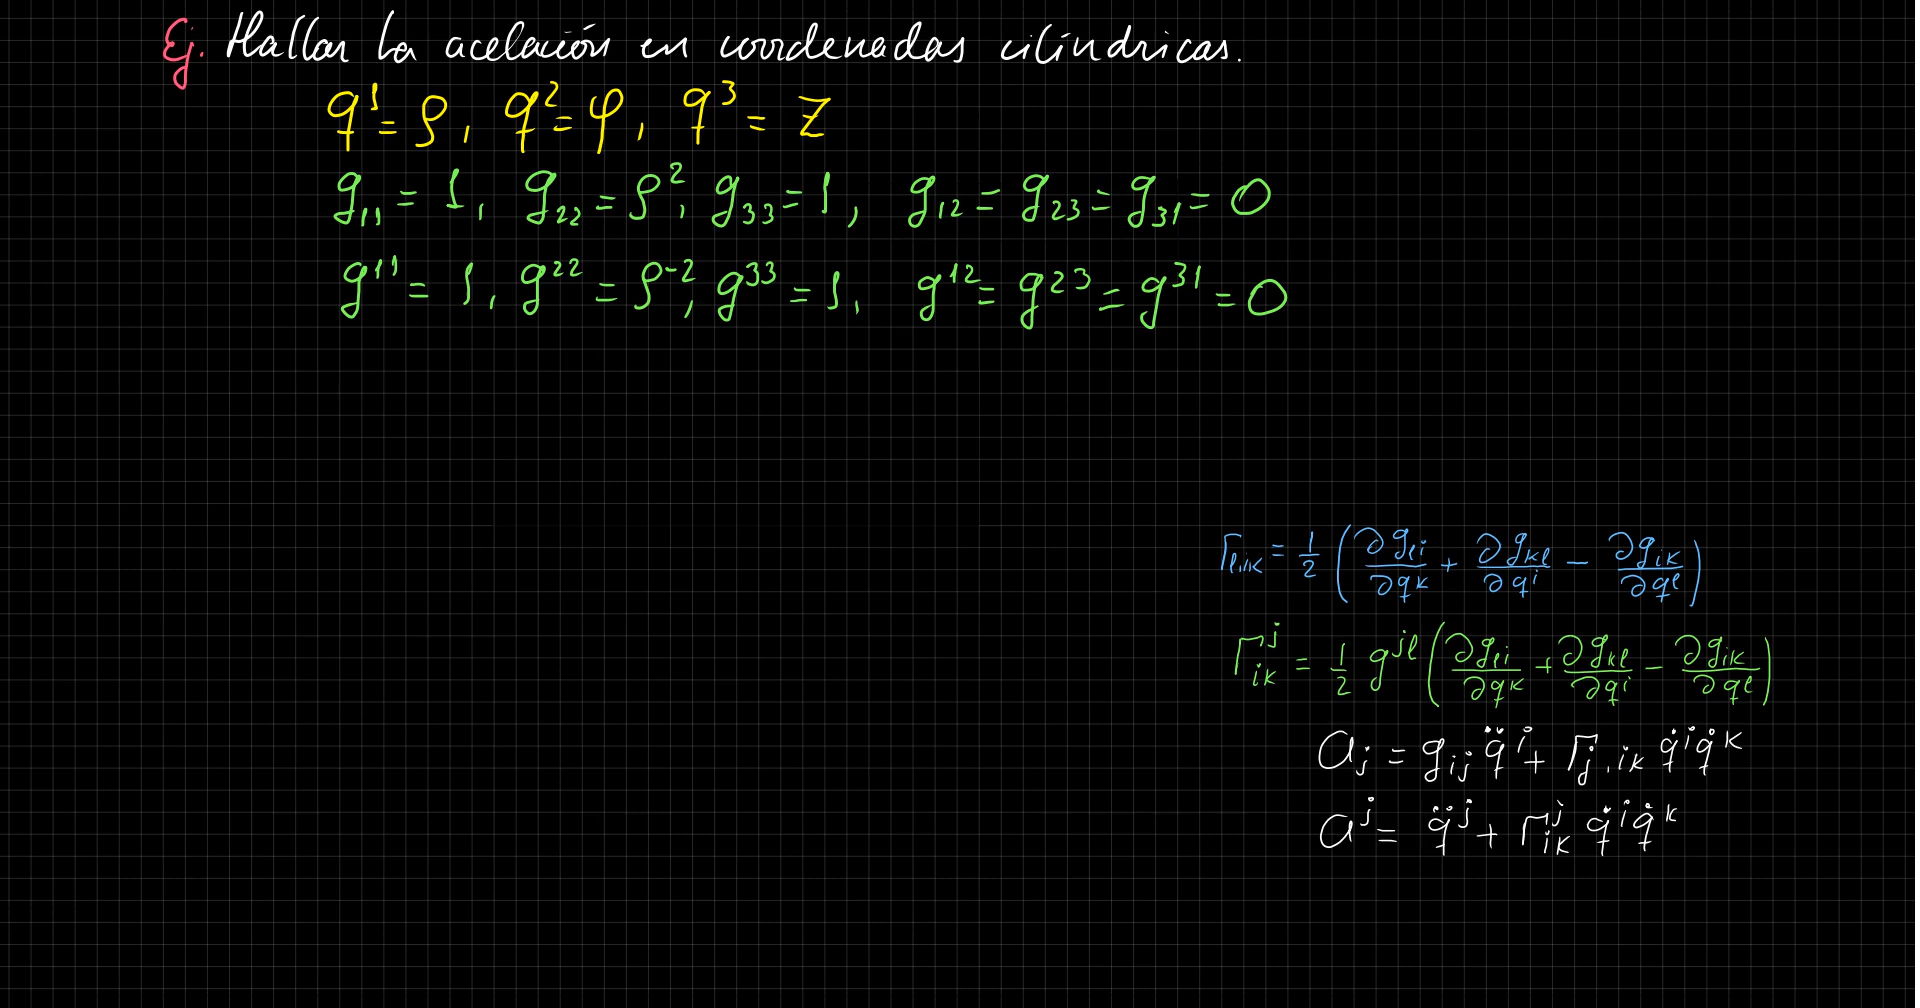 Ej. Hallar la acelación en coordenadas cilíndricas.
q¹ = ρ, q² = φ, q³ = z
g₁₁ = 1, g₂₂ = ρ², g₃₃ = 1, g₁₂ = g₂₃ = g₃₁ = 0
g¹¹ = 1, g²² = ρ⁻², g³³ = 1, g¹² = g²³ = g³¹ = 0
Γ_{l,ik} = 1/2 (∂g_{li}/∂q^k + ∂g_{kl}/∂q^i − ∂g_{ik}/∂q^l)
Γ^j_{ik} = 1/2 g^{jl} (∂g_{li}/∂q^k + ∂g_{kl}/∂q^i − ∂g_{ik}/∂q^l)
a_j = g_{ij} q̈^i + Γ_{j,ik} q̇^i q̇^k
a^j = q̈^j + Γ^j_{ik} q̇^i q̇^k